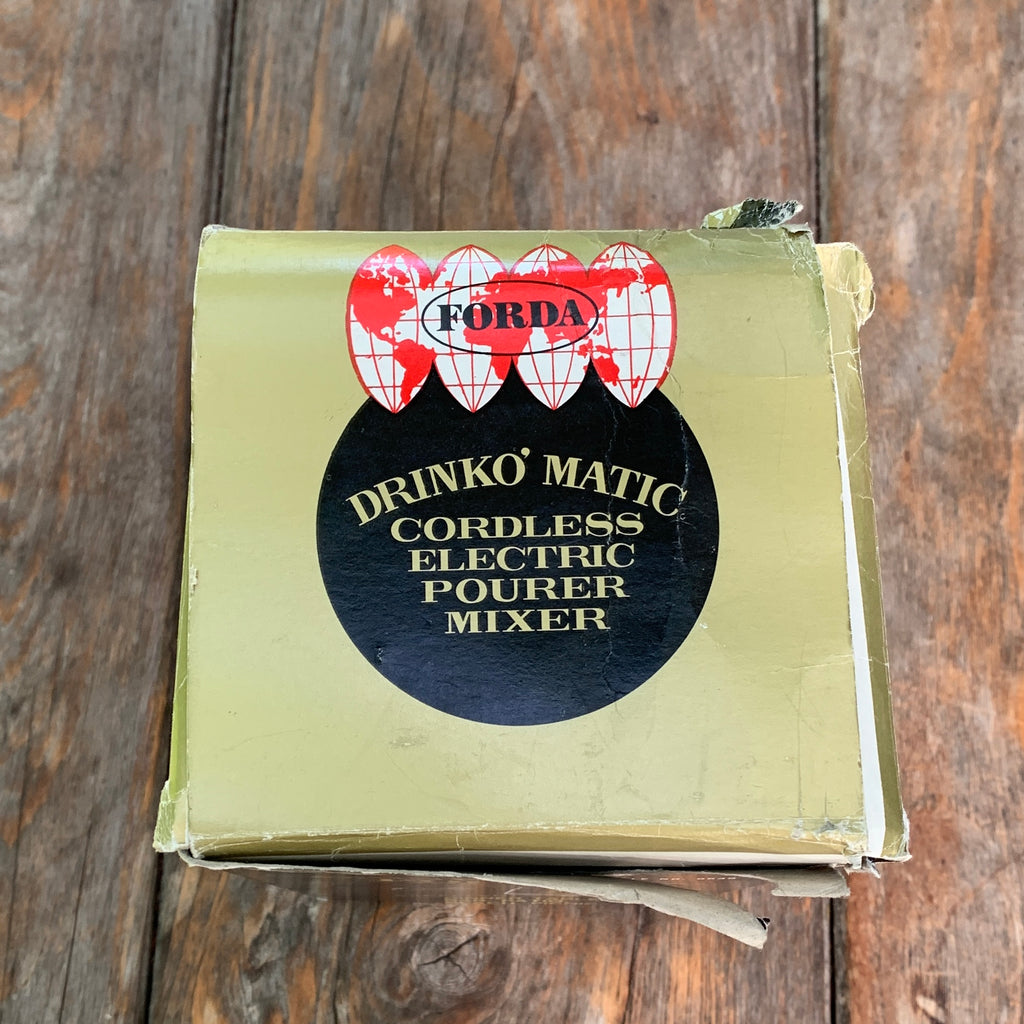 FORDA
DRINKO' MATIC
CORDLESS
ELECTRIC
POURER
MIXER